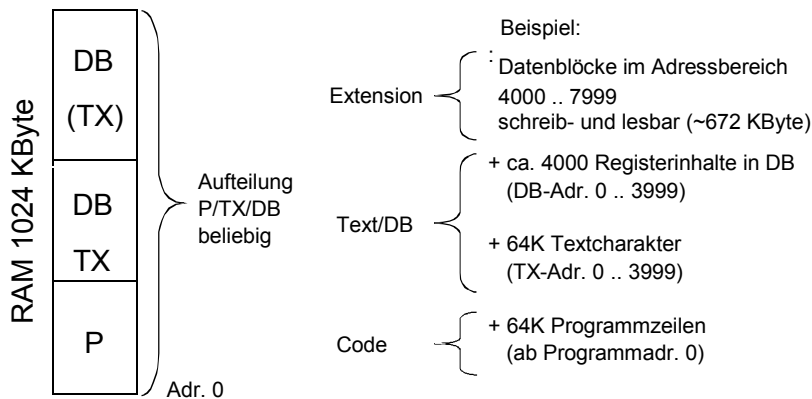 RAM 1024 KByte
DB
(TX)
DB
TX
P
Aufteilung
P/TX/DB
beliebig
Adr. 0
Beispiel:
Extension
:
Datenblöcke im Adressbereich
4000 .. 7999
schreib- und lesbar (~672 KByte)
Text/DB
+ ca. 4000 Registerinhalte in DB
(DB-Adr. 0 .. 3999)
+ 64K Textcharakter
(TX-Adr. 0 .. 3999)
Code
+ 64K Programmzeilen
(ab Programmadr. 0)